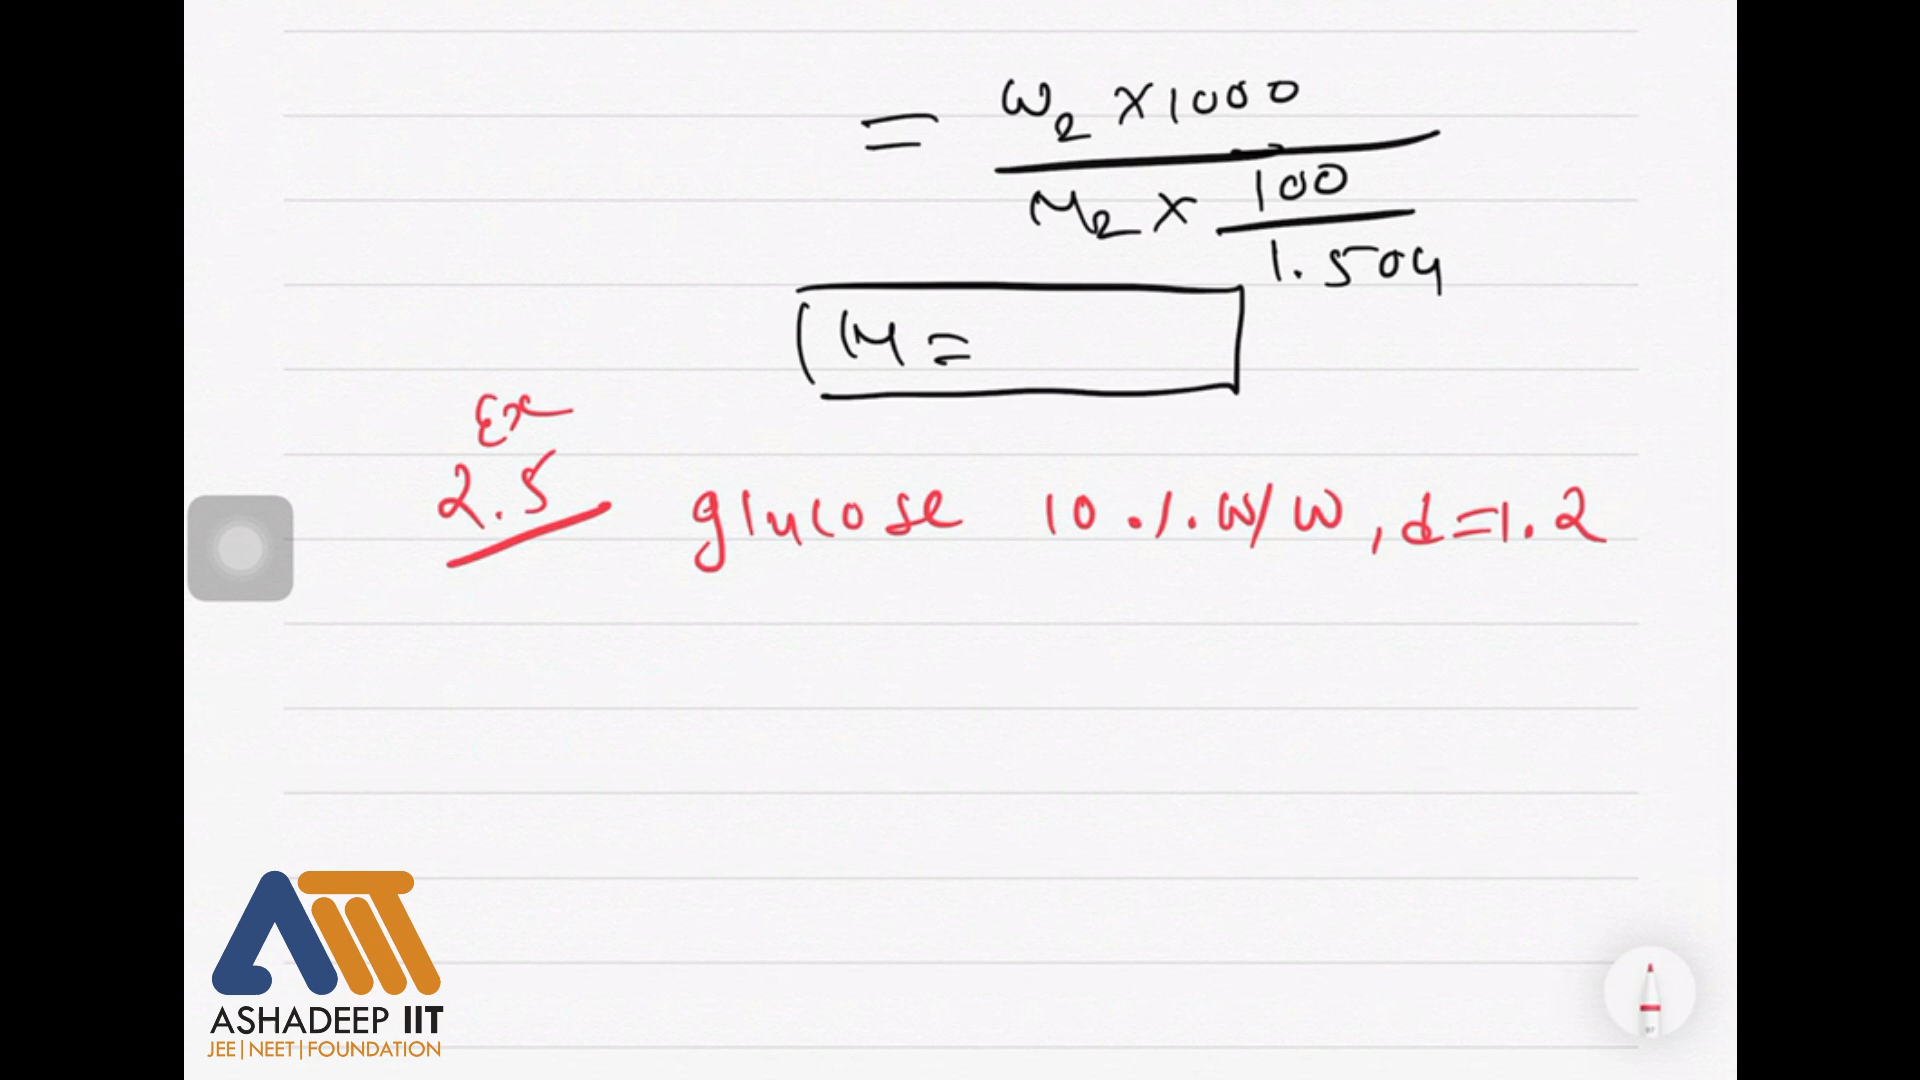 = w₂ × 1000
M₂ × 100
1.504
M =
Ex
2.5 glucose 10 % w/w, d=1.2
ASHADEEP IIT
JEE | NEET | FOUNDATION